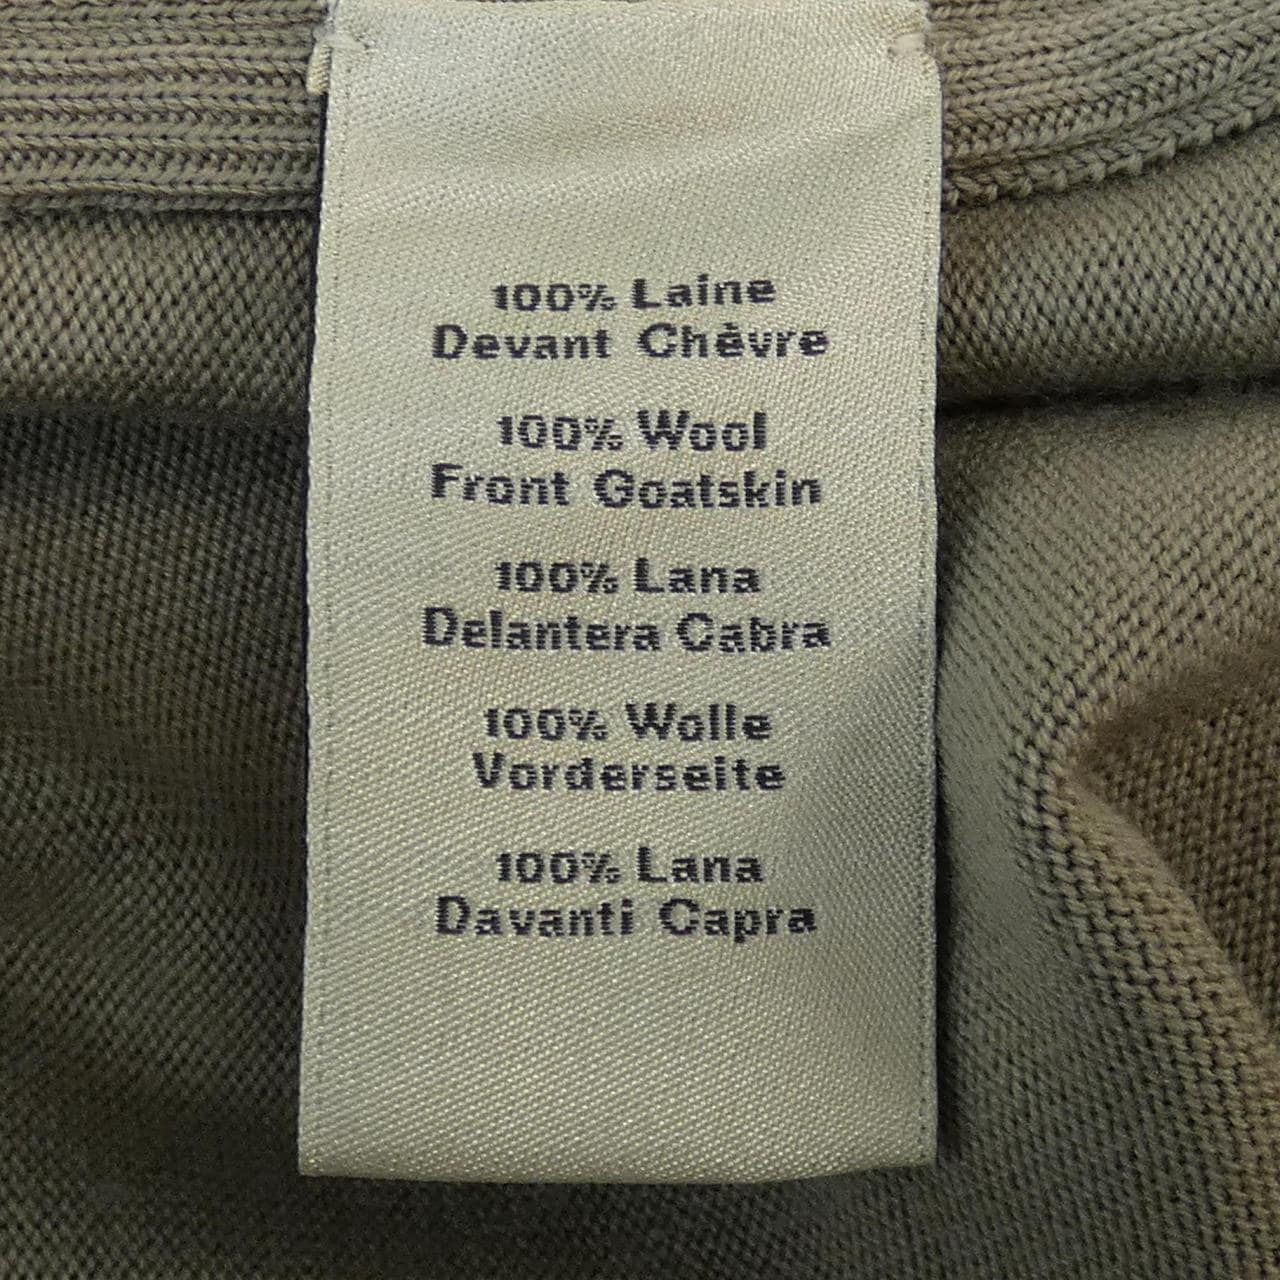 100% Laine
Devant Chèvre
100% Wool
Front Goatskin
100% Lana
Delantera Cabra
100% Wolle
Vorderseite
100% Lana
Davanti Capra